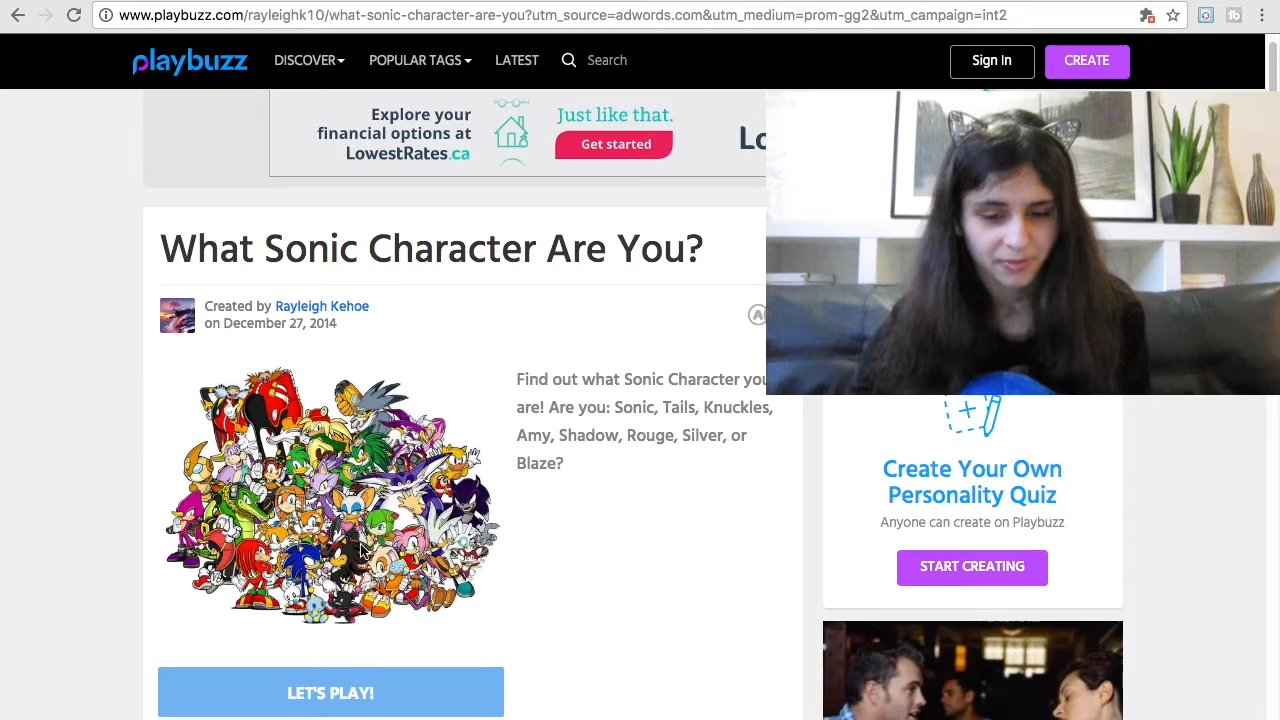 www.playbuzz.com/rayleighk10/what-sonic-character-are-you?utm_source=adwords.com&utm_medium=prom-gg2&utm_campaign=int2
playbuzz DISCOVER POPULAR TAGS LATEST Search Sign In CREATE
Explore your
financial options at
LowestRates.ca
Just like that.
Get started
Lo
What Sonic Character Are You?
Created by Rayleigh Kehoe
on December 27, 2014
A
Find out what Sonic Character you
are! Are you: Sonic, Tails, Knuckles,
Amy, Shadow, Rouge, Silver, or
Blaze?
LET'S PLAY!
Create Your Own
Personality Quiz
Anyone can create on Playbuzz
START CREATING